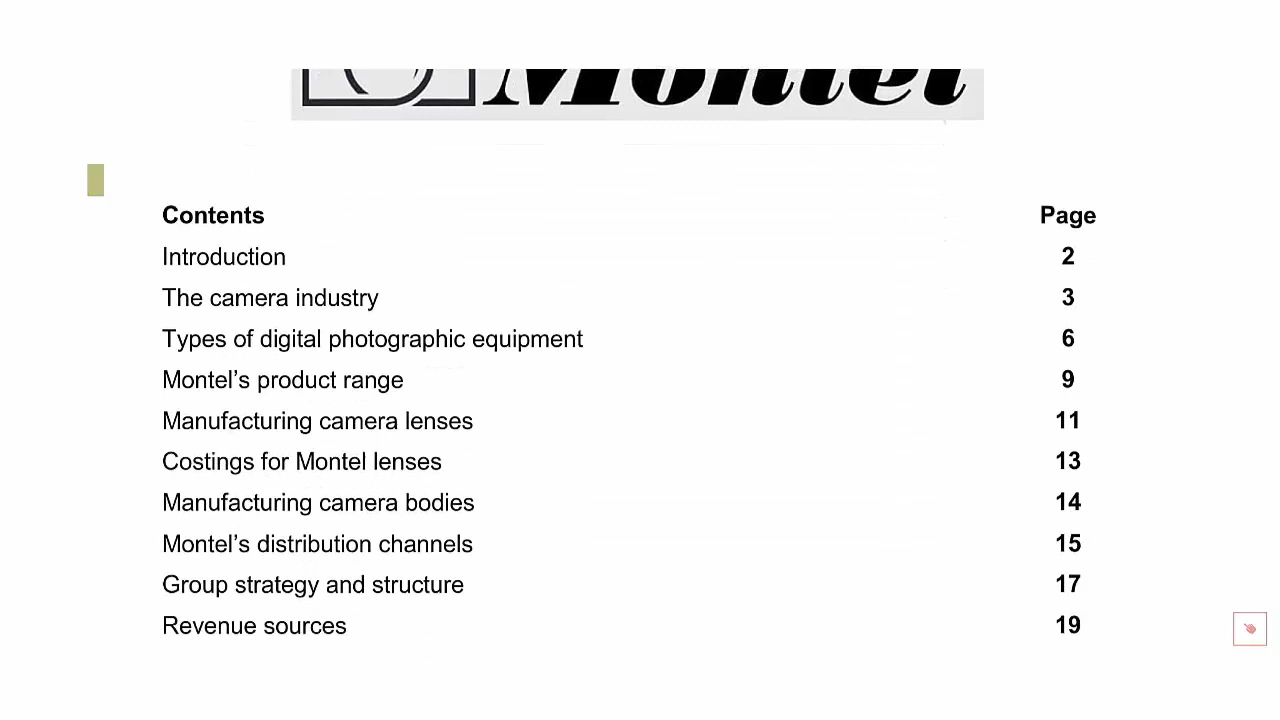 Montel
Contents Page
Introduction 2
The camera industry 3
Types of digital photographic equipment 6
Montel’s product range 9
Manufacturing camera lenses 11
Costings for Montel lenses 13
Manufacturing camera bodies 14
Montel’s distribution channels 15
Group strategy and structure 17
Revenue sources 19